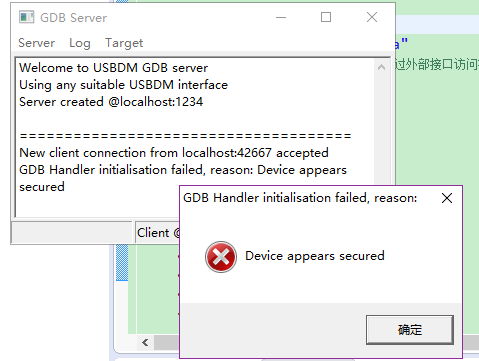 GDB Server
Server Log Target
Welcome to USBDM GDB server
Using any suitable USBDM interface
Server created @localhost:1234
======================================
New client connection from localhost:42667 accepted
GDB Handler initialisation failed, reason: Device appears
secured
Client @
a"
过外部接口访问
GDB Handler initialisation failed, reason:
Device appears secured
确定